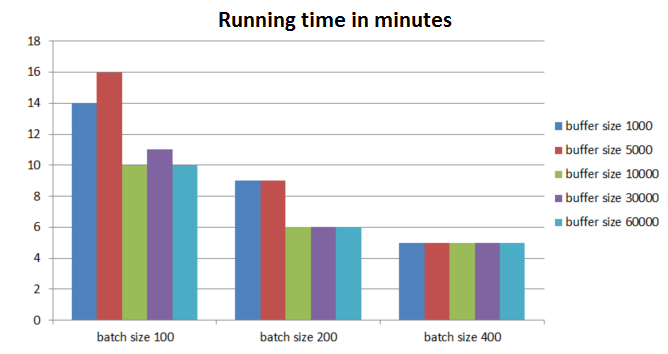 Running time in minutes
18
16
14
12
10
8
6
4
2
0
batch size 100
batch size 200
batch size 400
buffer size 1000
buffer size 5000
buffer size 10000
buffer size 30000
buffer size 60000